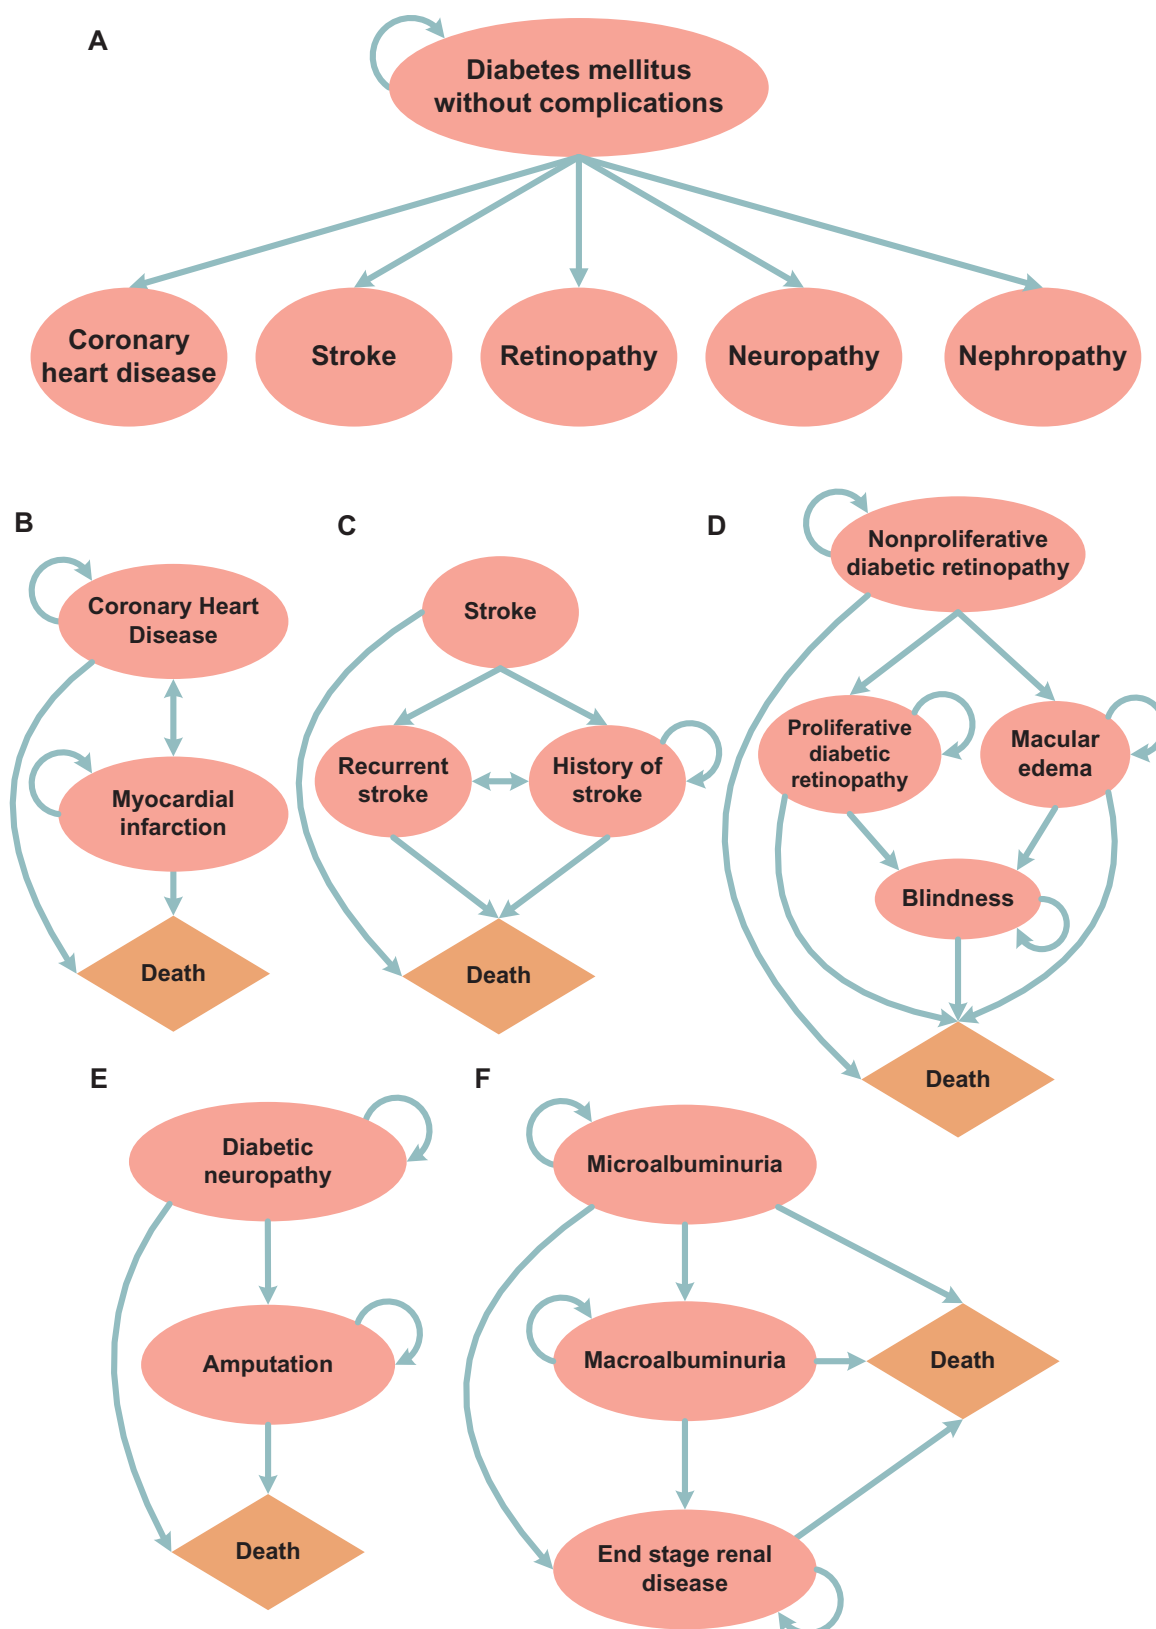 A
Diabetes mellitus
without complications
Coronary
heart disease
Stroke
Retinopathy
Neuropathy
Nephropathy
B
Coronary Heart
Disease
Myocardial
infarction
Death
C
Stroke
Recurrent
stroke
History of
stroke
Death
D
Nonproliferative
diabetic retinopathy
Proliferative
diabetic
retinopathy
Macular
edema
Blindness
Death
E
Diabetic
neuropathy
Amputation
Death
F
Microalbuminuria
Macroalbuminuria
Death
End stage renal
disease